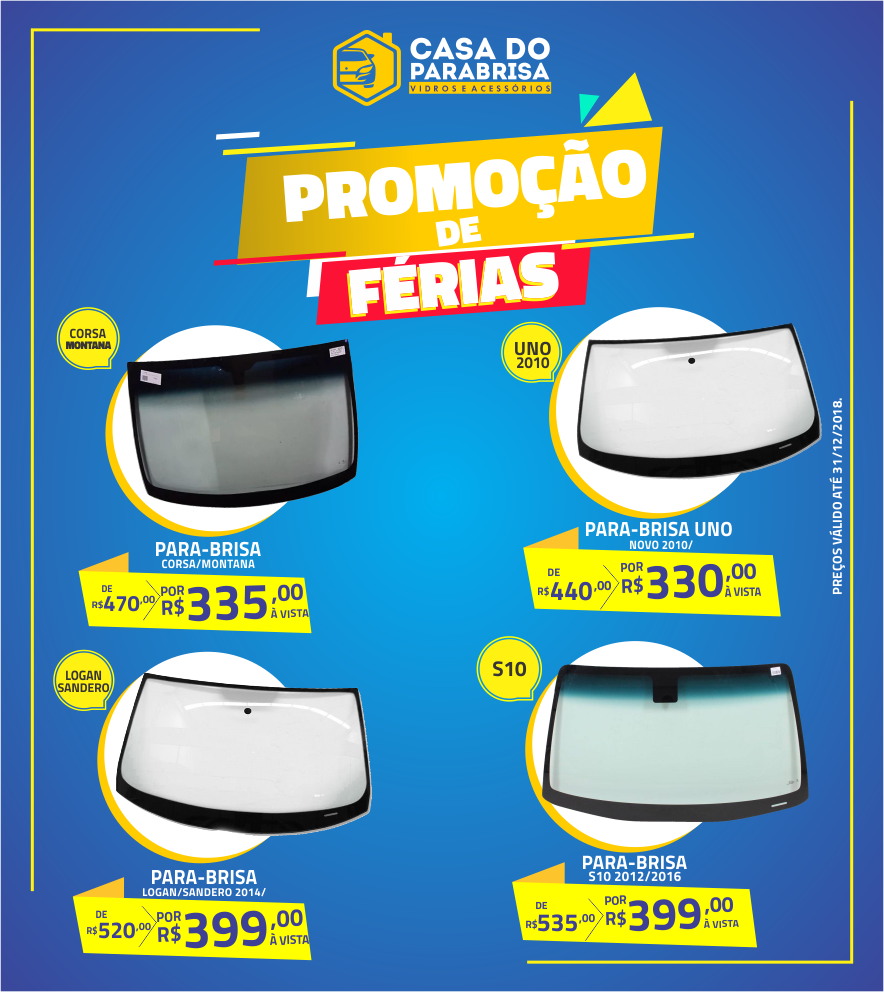 CASA DO
PARABRISA
VIDROS E ACESSÓRIOS
PROMOÇÃO
DE
FÉRIAS
CORSA
MONTANA
PARA-BRISA
CORSA/MONTANA
DE
R$470,00
POR
R$335,00
À VISTA
UNO
2010
PARA-BRISA UNO
NOVO 2010/
DE
R$440,00
POR
R$330,00
À VISTA
LOGAN
SANDERO
PARA-BRISA
LOGAN/SANDERO 2014/
DE
R$520,00
POR
R$399,00
À VISTA
S10
PARA-BRISA
S10 2012/2016
DE
R$535,00
POR
R$399,00
À VISTA
PREÇOS VÁLIDO ATÉ 31/12/2018.